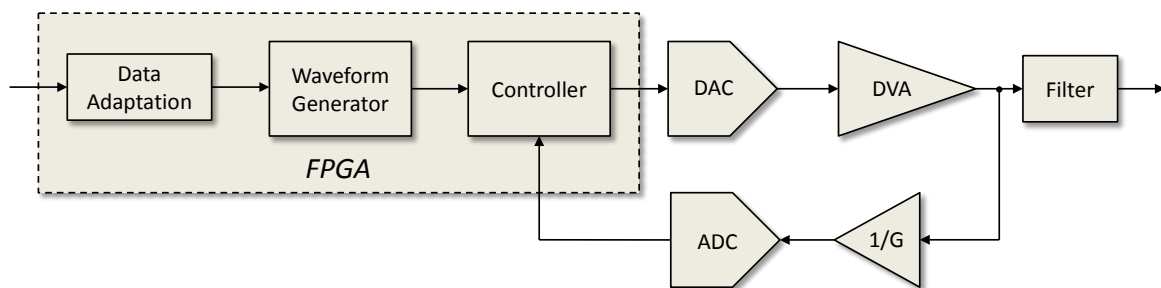 Data
Adaptation
Waveform
Generator
Controller
DAC
DVA
Filter
FPGA
ADC
1/G